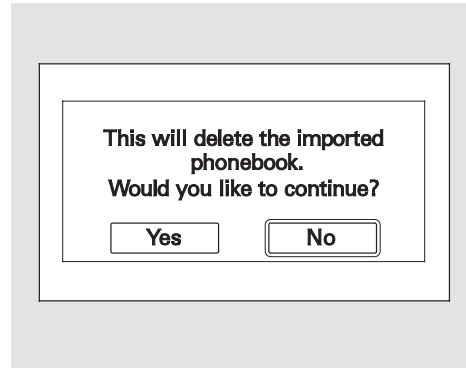 This will delete the imported
phonebook.
Would you like to continue?
Yes No